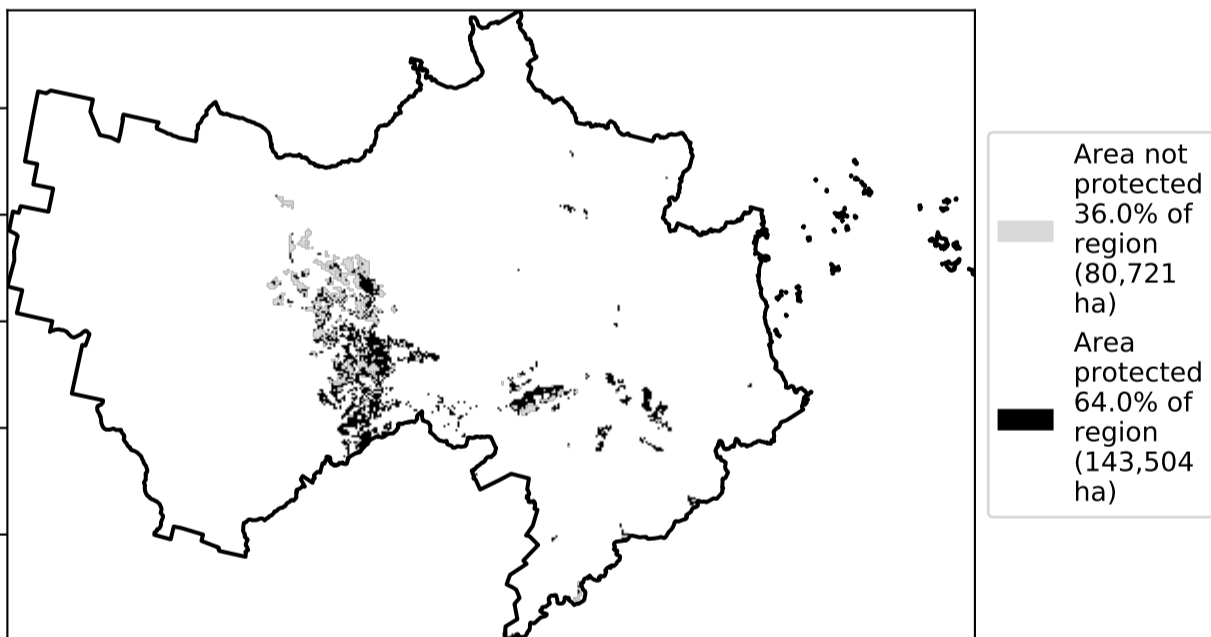 Area not
protected
36.0% of
region
(80,721
ha)
Area
protected
64.0% of
region
(143,504
ha)